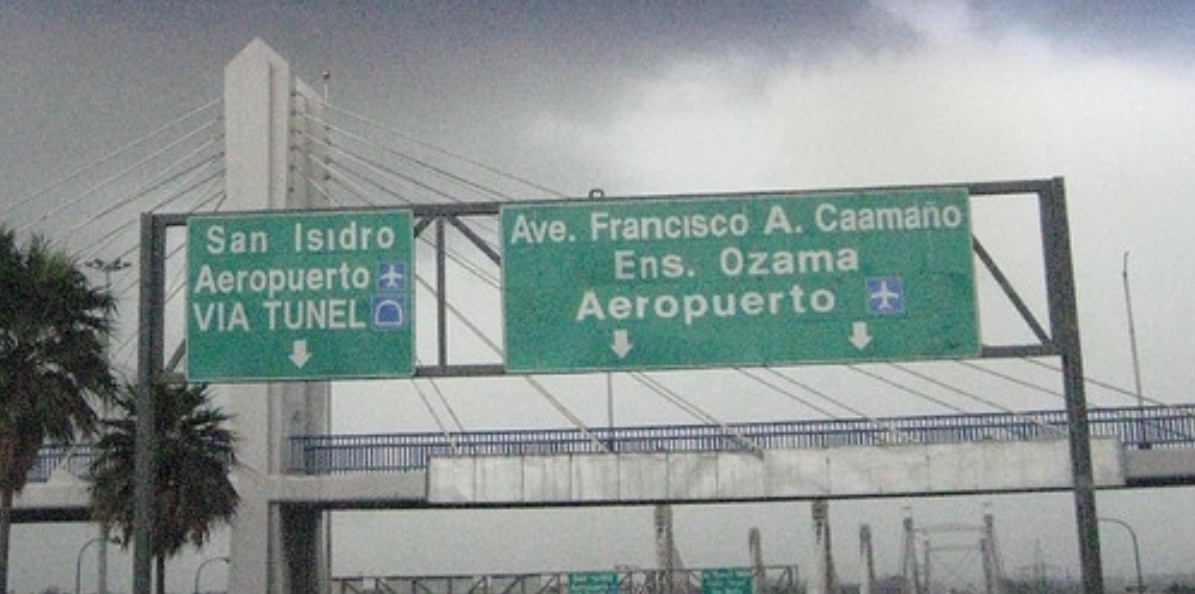 San Isidro
Aeropuerto
VIA TUNEL
Ave. Francisco A. Caamaño
Ens. Ozama
Aeropuerto